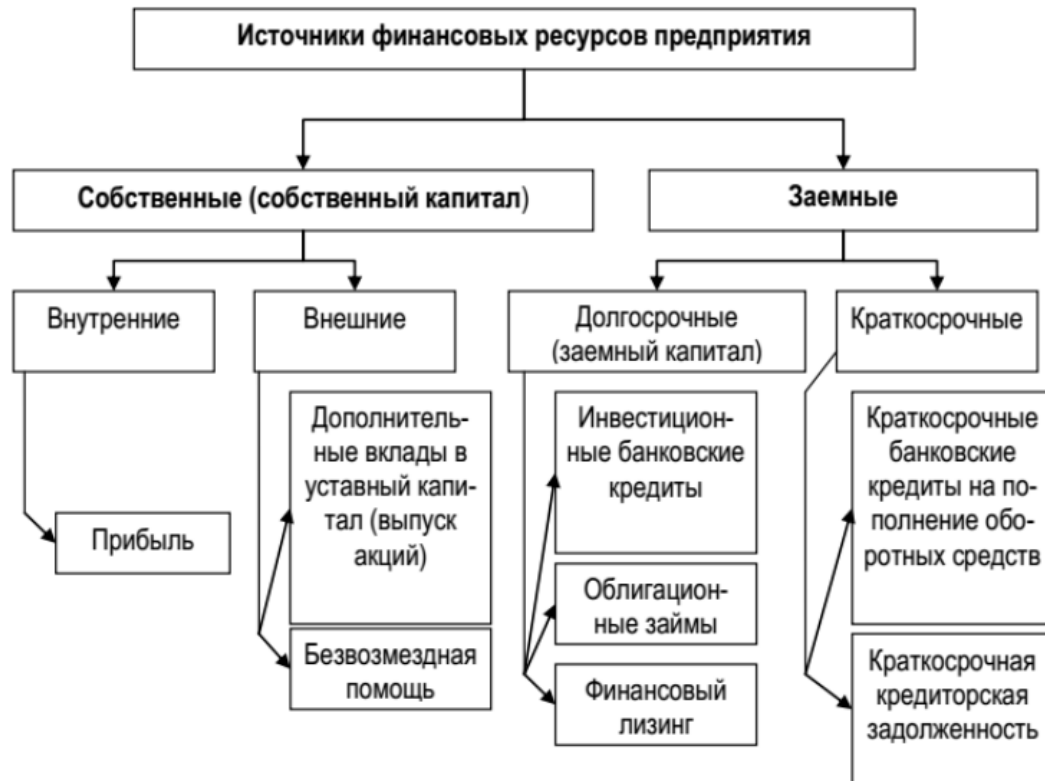 Источники финансовых ресурсов предприятия
Собственные (собственный капитал)
Заемные
Внутренние
Внешние
Долгосрочные
(заемный капитал)
Краткосрочные
Прибыль
Дополнитель-
ные вклады в
уставный капи-
тал (выпуск
акций)
Безвозмездная
помощь
Инвестицион-
ные банковские
кредиты
Облигацион-
ные займы
Финансовый
лизинг
Краткосрочные
банковские
кредиты на по-
полнение обо-
ротных средств
Краткосрочная
кредиторская
задолженность